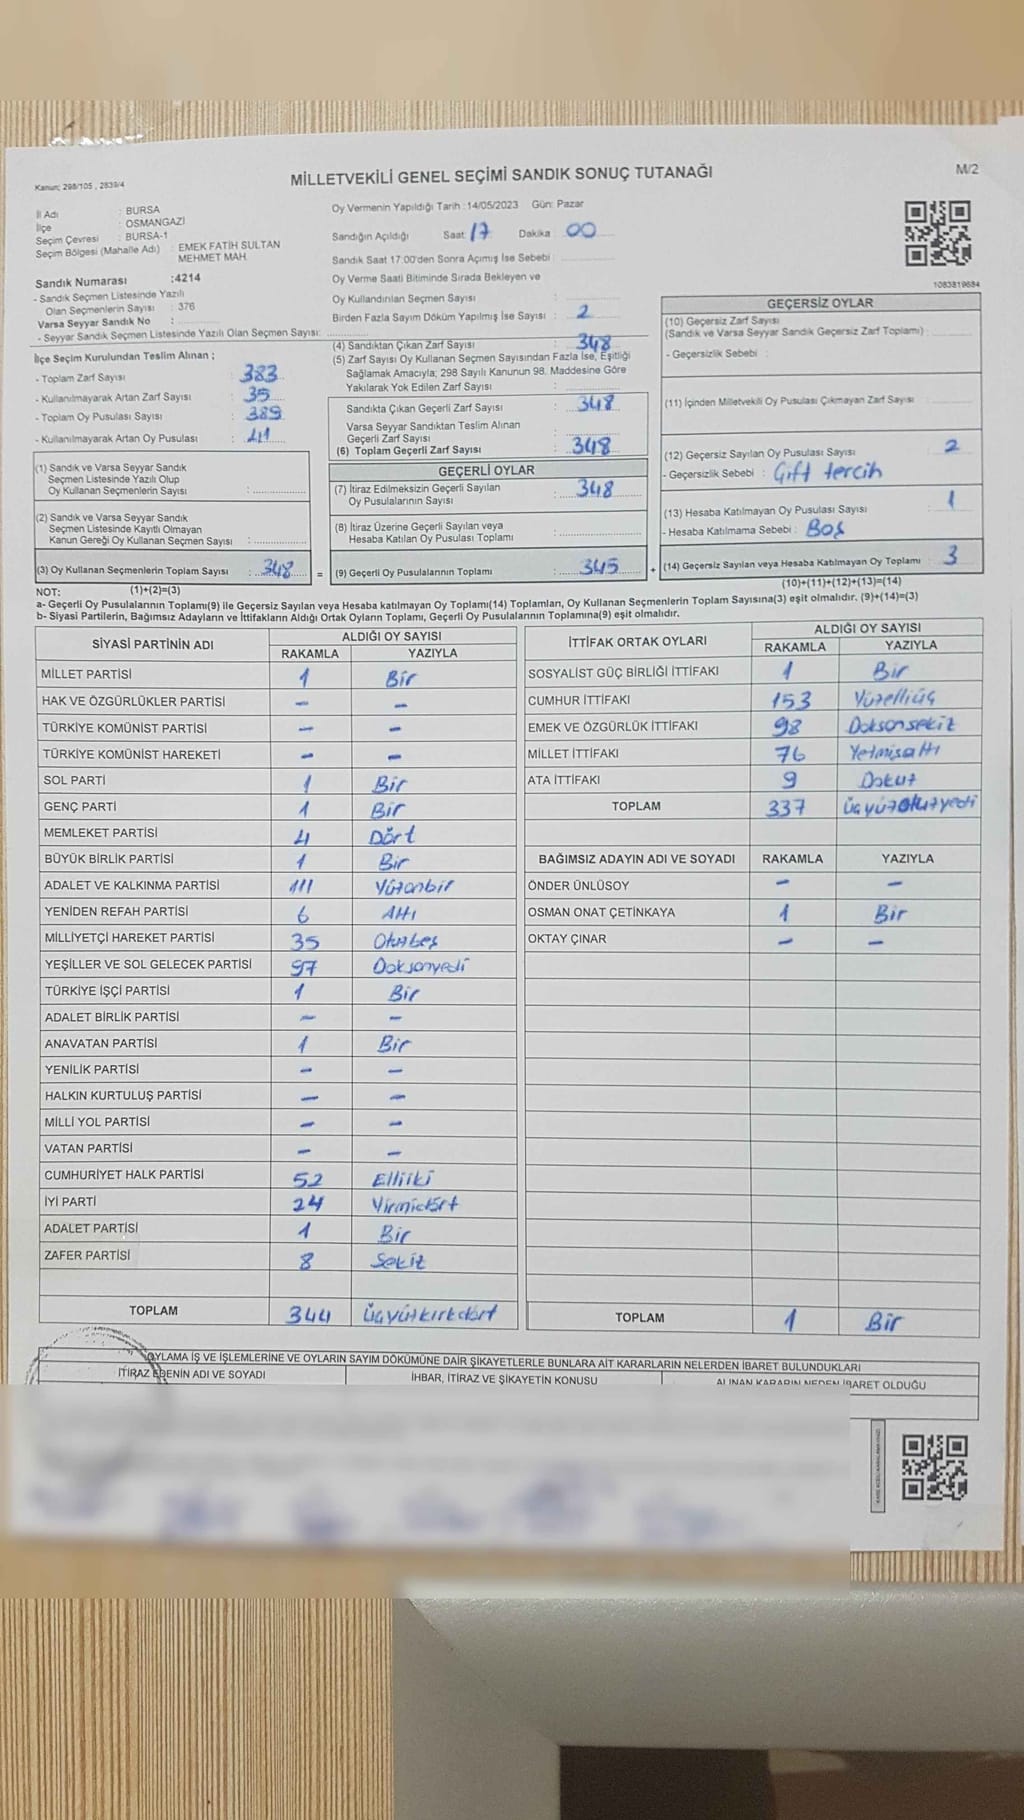 MİLLETVEKİLİ GENEL SEÇİMİ SANDIK SONUÇ TUTANAĞI
M/2
Kanun; 298/105 , 2839/4
İl Adı : BURSA
İlçe : OSMANGAZİ
Seçim Çevresi : BURSA-1
Seçim Bölgesi (Mahalle Adı) : EMEK FATİH SULTAN
MEHMET MAH.
Sandık Numarası :4214
- Sandık Seçmen Listesinde Yazılı
Olan Seçmenlerin Sayısı : 376
Varsa Seyyar Sandık No :
- Seyyar Sandık Seçmen Listesinde Yazılı Olan Seçmen Sayısı:
İlçe Seçim Kurulundan Teslim Alınan ;
- Toplam Zarf Sayısı : 383
- Kullanılmayarak Artan Zarf Sayısı : 35
- Toplam Oy Pusulası Sayısı : 389
- Kullanılmayarak Artan Oy Pusulası : 41
(1) Sandık ve Varsa Seyyar Sandık
Seçmen Listesinde Yazılı Olup
Oy Kullanan Seçmenlerin Sayısı :
(2) Sandık ve Varsa Seyyar Sandık
Seçmen Listesinde Kayıtlı Olmayan
Kanun Gereği Oy Kullanan Seçmen Sayısı :
(3) Oy Kullanan Seçmenlerin Toplam Sayısı : 348 =
Oy Vermenin Yapıldığı Tarih :14/05/2023 Gün: Pazar
Sandığın Açıldığı Saat: 17 Dakika : 00
Sandık Saat 17:00'den Sonra Açmış İse Sebebi :
Oy Verme Saati Bitiminde Sırada Bekleyen ve
Oy Kullandırılan Seçmen Sayısı :
Birden Fazla Sayım Döküm Yapılmış İse Sayısı : 2
(4) Sandıktan Çıkan Zarf Sayısı : 348
(5) Zarf Sayısı Oy Kullanan Seçmen Sayısından Fazla İse, Eşitliği
Sağlamak Amacıyla; 298 Sayılı Kanunun 98. Maddesine Göre
Yakılarak Yok Edilen Zarf Sayısı :
Sandıkta Çıkan Geçerli Zarf Sayısı : 348
Varsa Seyyar Sandıktan Teslim Alınan
Geçerli Zarf Sayısı :
(6) Toplam Geçerli Zarf Sayısı : 348
GEÇERLİ OYLAR
(7) İtiraz Edilmeksizin Geçerli Sayılan : 348
Oy Pusulalarının Sayısı
(8) İtiraz Üzerine Geçerli Sayılan veya
Hesaba Katılan Oy Pusulası Toplamı :
(9) Geçerli Oy Pusulalarının Toplamı : 345 +
1083819684
GEÇERSİZ OYLAR
(10) Geçersiz Zarf Sayısı
(Sandık ve Varsa Seyyar Sandık Geçersiz Zarf Toplamı) :
- Geçersizlik Sebebi :
(11) İçinden Milletvekili Oy Pusulası Çıkmayan Zarf Sayısı :
(12) Geçersiz Sayılan Oy Pusulası Sayısı : 2
- Geçersizlik Sebebi : Çift tercih
(13) Hesaba Katılmayan Oy Pusulası Sayısı : 1
- Hesaba Katılmama Sebebi : Boş
(14) Geçersiz Sayılan veya Hesaba Katılmayan Oy Toplamı : 3
NOT: (1)+(2)=(3) (10)+(11)+(12)+(13)=(14)
a- Geçerli Oy Pusulalarının Toplamı(9) ile Geçersiz Sayılan veya Hesaba katılmayan Oy Toplamı(14) Toplamları, Oy Kullanan Seçmenlerin Toplam Sayısına(3) eşit olmalıdır. (9)+(14)=(3)
b- Siyasi Partilerin, Bağımsız Adayların ve İttifakların Aldığı Ortak Oyların Toplamı, Geçerli Oy Pusulalarının Toplamına(9) eşit olmalıdır.
SİYASİ PARTİNİN ADI ALDIĞI OY SAYISI
RAKAMLA YAZIYLA
MİLLET PARTİSİ 1 Bir
HAK VE ÖZGÜRLÜKLER PARTİSİ - -
TÜRKİYE KOMÜNİST PARTİSİ - -
TÜRKİYE KOMÜNİST HAREKETİ - -
SOL PARTİ 1 Bir
GENÇ PARTİ 1 Bir
MEMLEKET PARTİSİ 4 Dört
BÜYÜK BİRLİK PARTİSİ 1 Bir
ADALET VE KALKINMA PARTİSİ 111 Yüzonbir
YENİDEN REFAH PARTİSİ 6 Altı
MİLLİYETÇİ HAREKET PARTİSİ 35 Otuzbeş
YEŞİLLER VE SOL GELECEK PARTİSİ 97 Doksanyedi
TÜRKİYE İŞÇİ PARTİSİ 1 Bir
ADALET BİRLİK PARTİSİ - -
ANAVATAN PARTİSİ 1 Bir
YENİLİK PARTİSİ - -
HALKIN KURTULUŞ PARTİSİ - -
MİLLİ YOL PARTİSİ - -
VATAN PARTİSİ - -
CUMHURİYET HALK PARTİSİ 52 Elliiki
İYİ PARTİ 24 Yirmidört
ADALET PARTİSİ 1 Bir
ZAFER PARTİSİ 8 Sekiz
TOPLAM 344 Üçyüzkırkdört
İTTİFAK ORTAK OYLARI ALDIĞI OY SAYISI
RAKAMLA YAZIYLA
SOSYALİST GÜÇ BİRLİĞİ İTTİFAKI 1 Bir
CUMHUR İTTİFAKI 153 Yüzelliüç
EMEK VE ÖZGÜRLÜK İTTİFAKI 98 Doksansekiz
MİLLET İTTİFAKI 76 Yetmişaltı
ATA İTTİFAKI 9 Dokuz
TOPLAM 337 Üçyüzotuzyedi
BAĞIMSIZ ADAYIN ADI VE SOYADI RAKAMLA YAZIYLA
ÖNDER ÜNLÜSOY - -
OSMAN ONAT ÇETİNKAYA 1 Bir
OKTAY ÇINAR - -
TOPLAM 1 Bir
OYLAMA İŞ VE İŞLEMLERİNE VE OYLARIN SAYIM DÖKÜMÜNE DAİR ŞİKAYETLERLE BUNLARA AİT KARARLARIN NELERDEN İBARET BULUNDUKLARI
İTİRAZ EDENİN ADI VE SOYADI İHBAR, İTİRAZ VE ŞİKAYETİN KONUSU ALINAN KARARIN NEDEN İBARET OLDUĞU